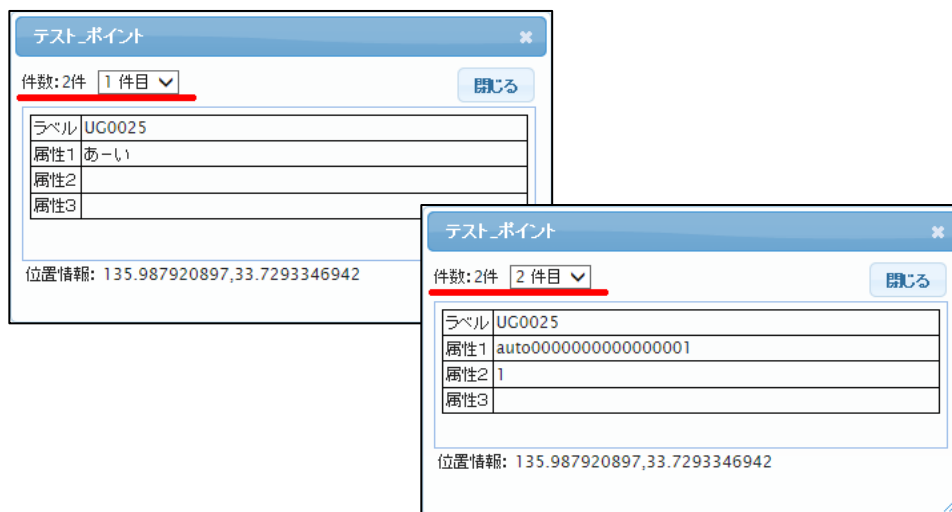 テスト_ポイント
件数:2件 1 件目 閉じる
ラベル UG0025
属性1 あーい
属性2
属性3
位置情報: 135.987920897,33.7293346942
テスト_ポイント
件数:2件 2 件目 閉じる
ラベル UG0025
属性1 auto0000000000000001
属性2 1
属性3
位置情報: 135.987920897,33.7293346942